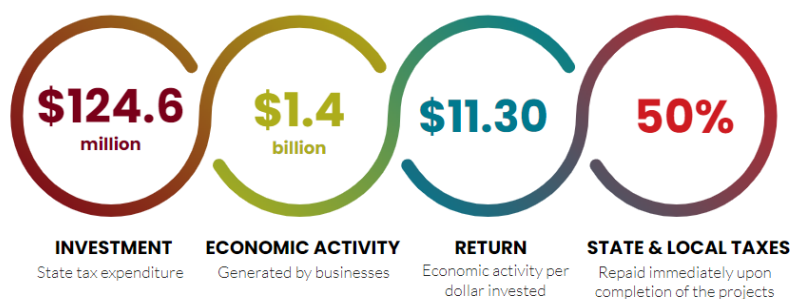 $124.6
million
$1.4
billion
$11.30
50%
INVESTMENT
State tax expenditure
ECONOMIC ACTIVITY
Generated by businesses
RETURN
Economic activity per
dollar invested
STATE & LOCAL TAXES
Repaid immediately upon
completion of the projects